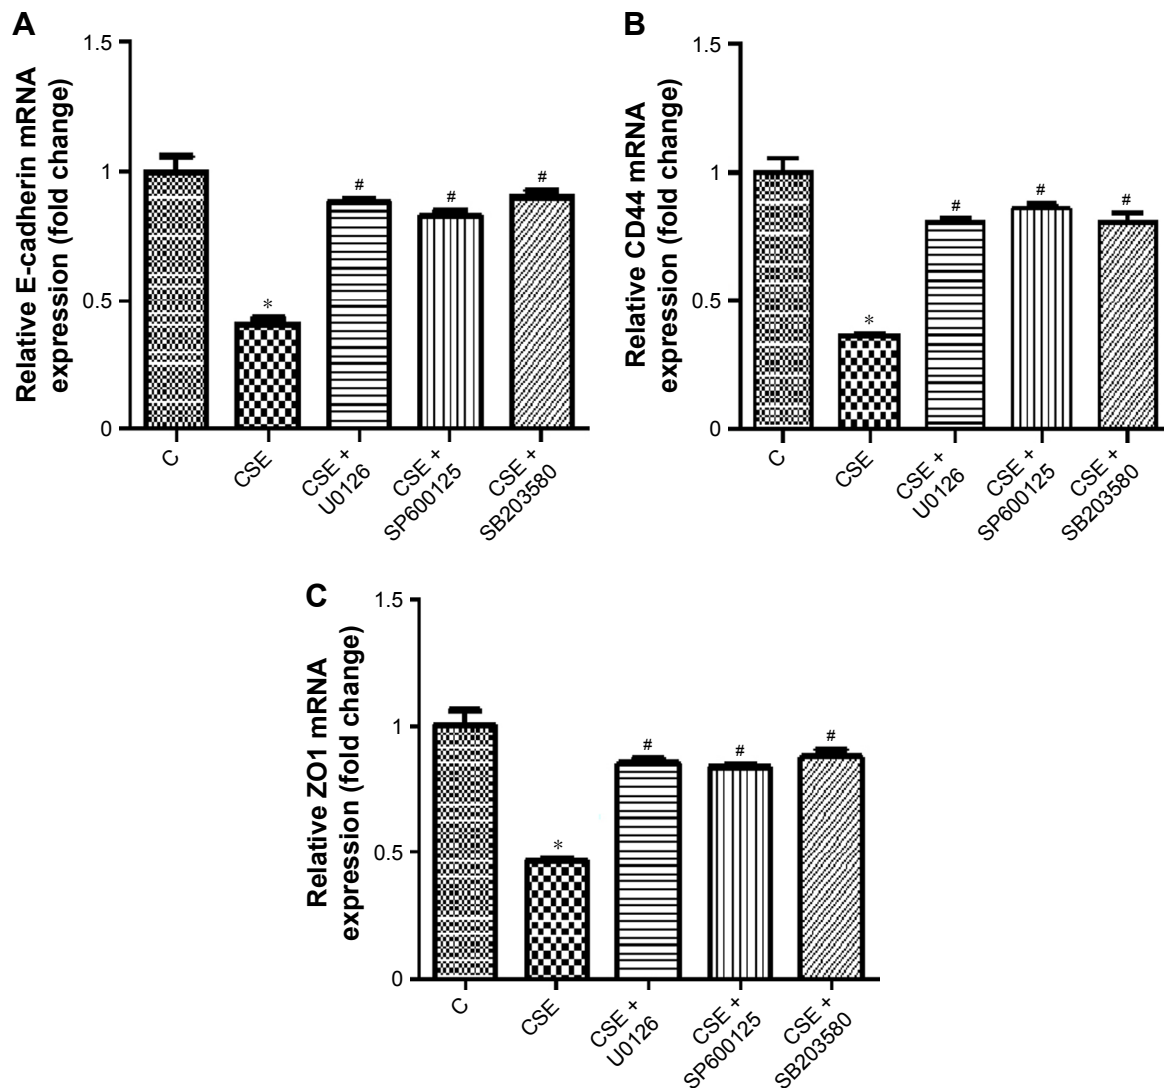 A
Relative E-cadherin mRNA
expression (fold change)
1.5
1
0.5
0
*
#
#
#
C
CSE
CSE +
U0126
CSE +
SP600125
CSE +
SB203580
B
Relative CD44 mRNA
expression (fold change)
1.5
1
0.5
0
*
#
#
#
C
CSE
CSE +
U0126
CSE +
SP600125
CSE +
SB203580
C
Relative ZO1 mRNA
expression (fold change)
1.5
1
0.5
0
*
#
#
#
C
CSE
CSE +
U0126
CSE +
SP600125
CSE +
SB203580